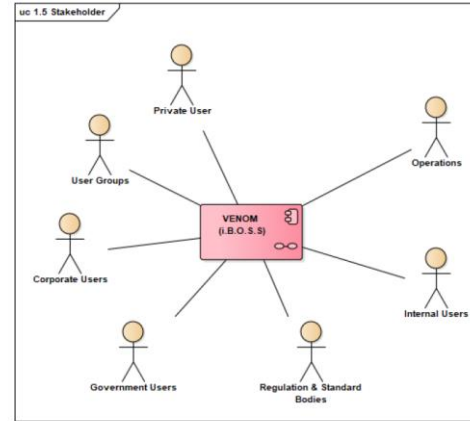 uc 1.5 Stakeholder
Private User
User Groups
Operations
VENOM
(i.B.O.S.S)
Corporate Users
Internal Users
Government Users
Regulation & Standard
Bodies